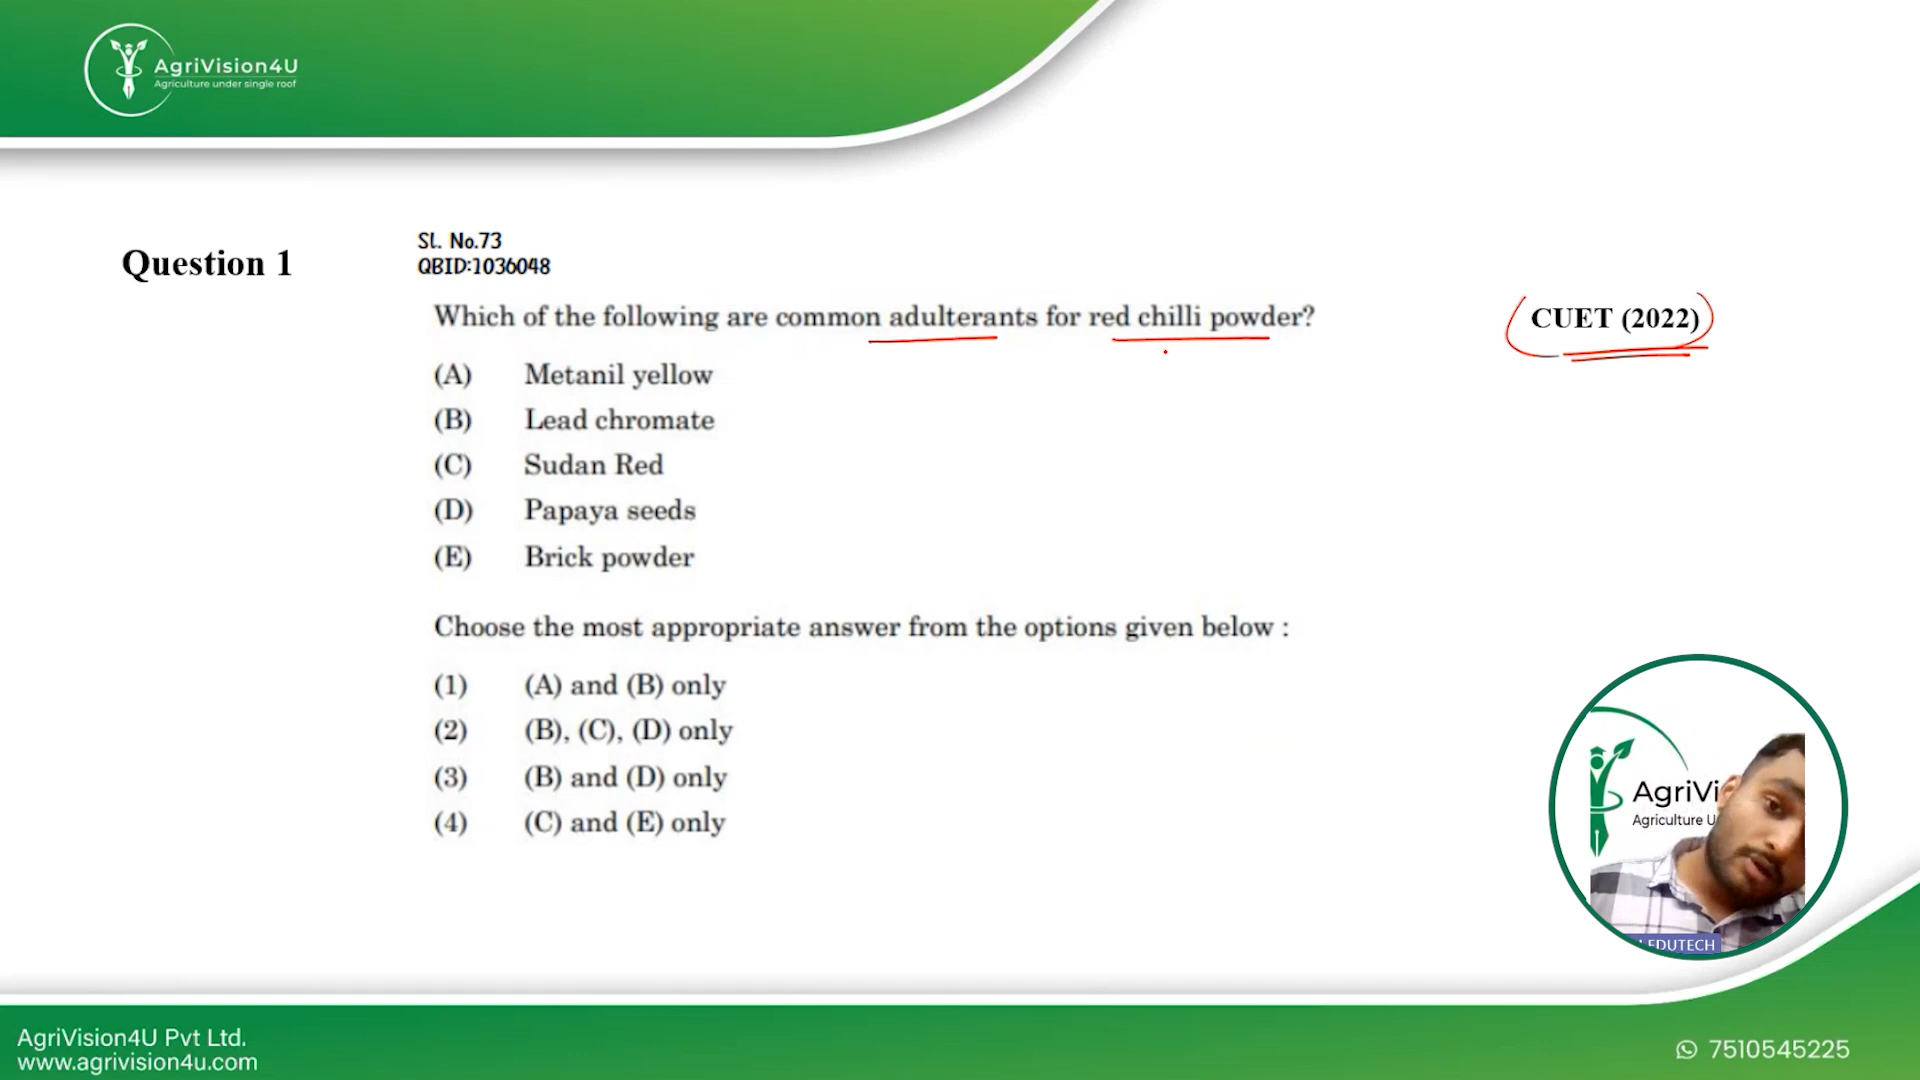 AgriVision4U
Agriculture under single roof
Question 1
Sl. No.73
QBID:1036048
Which of the following are common adulterants for red chilli powder?
CUET (2022)
(A) Metanil yellow
(B) Lead chromate
(C) Sudan Red
(D) Papaya seeds
(E) Brick powder
Choose the most appropriate answer from the options given below :
(1) (A) and (B) only
(2) (B), (C), (D) only
(3) (B) and (D) only
(4) (C) and (E) only
AgriVi
Agriculture U
EDUTECH
AgriVision4U Pvt Ltd.
www.agrivision4u.com
7510545225